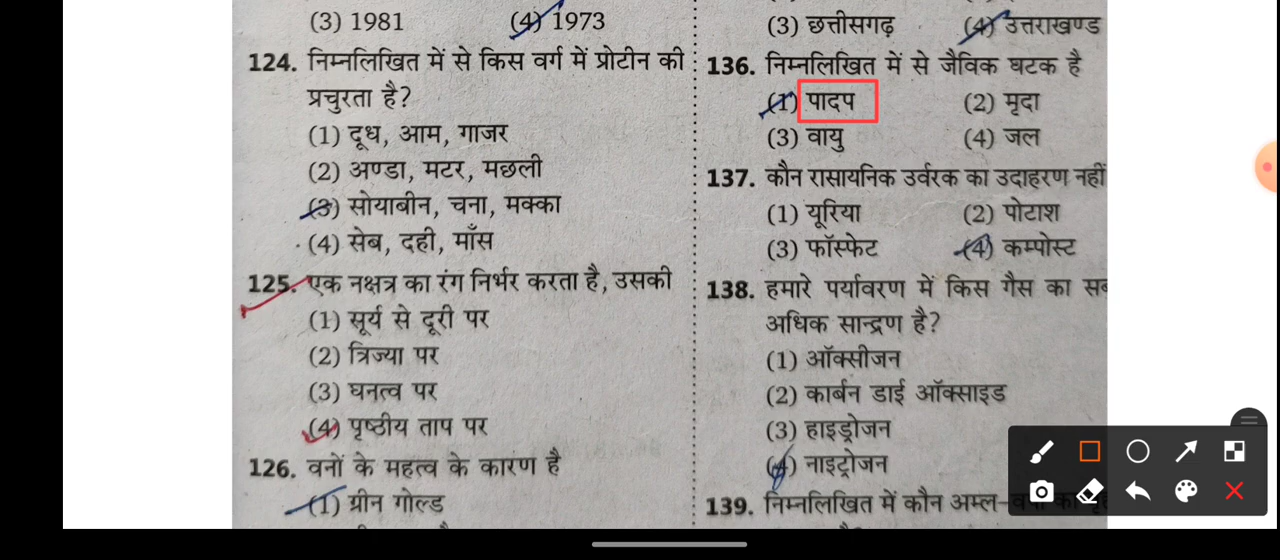 (3) 1981 (4) 1973
124. निम्नलिखित में से किस वर्ग में प्रोटीन की
प्रचुरता है?
(1) दूध, आम, गाजर
(2) अण्डा, मटर, मछली
(3) सोयाबीन, चना, मक्का
(4) सेब, दही, माँस
125. एक नक्षत्र का रंग निर्भर करता है, उसकी
(1) सूर्य से दूरी पर
(2) त्रिज्या पर
(3) घनत्व पर
(4) पृष्ठीय ताप पर
126. वनों के महत्व के कारण है
(1) ग्रीन गोल्ड
(3) छत्तीसगढ़ (4) उत्तराखण्ड
136. निम्नलिखित में से जैविक घटक है
(1) पादप (2) मृदा
(3) वायु (4) जल
137. कौन रासायनिक उर्वरक का उदाहरण नहीं
(1) यूरिया (2) पोटाश
(3) फॉस्फेट (4) कम्पोस्ट
138. हमारे पर्यावरण में किस गैस का सब
अधिक सान्द्रण है?
(1) ऑक्सीजन
(2) कार्बन डाई ऑक्साइड
(3) हाइड्रोजन
(4) नाइट्रोजन
139. निम्नलिखित में कौन अम्ल-